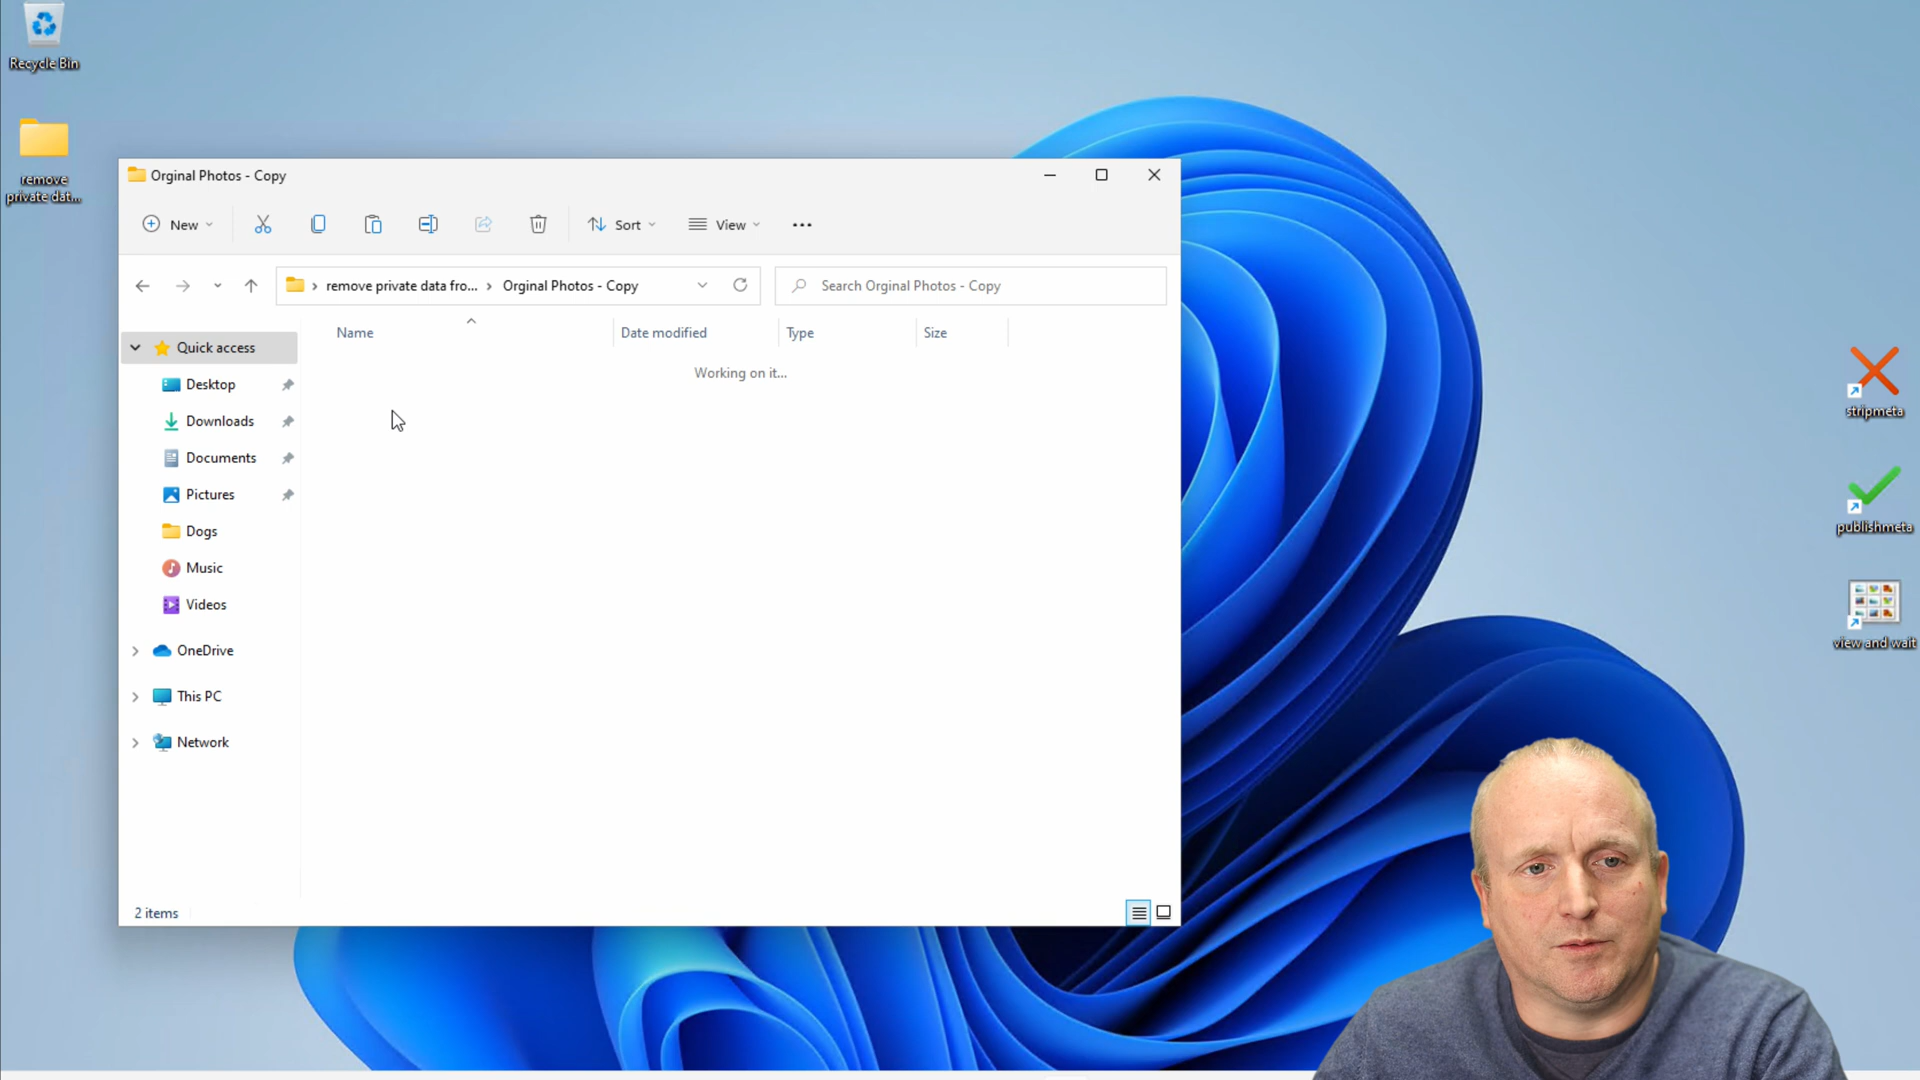 Recycle Bin
remove
private dat...
Orginal Photos - Copy
New
Sort
View
remove private data fro... > Orginal Photos - Copy
Search Orginal Photos - Copy
Name
Date modified
Type
Size
Working on it...
Quick access
Desktop
Downloads
Documents
Pictures
Dogs
Music
Videos
OneDrive
This PC
Network
2 items
stripmeta
publishmeta
view and wait